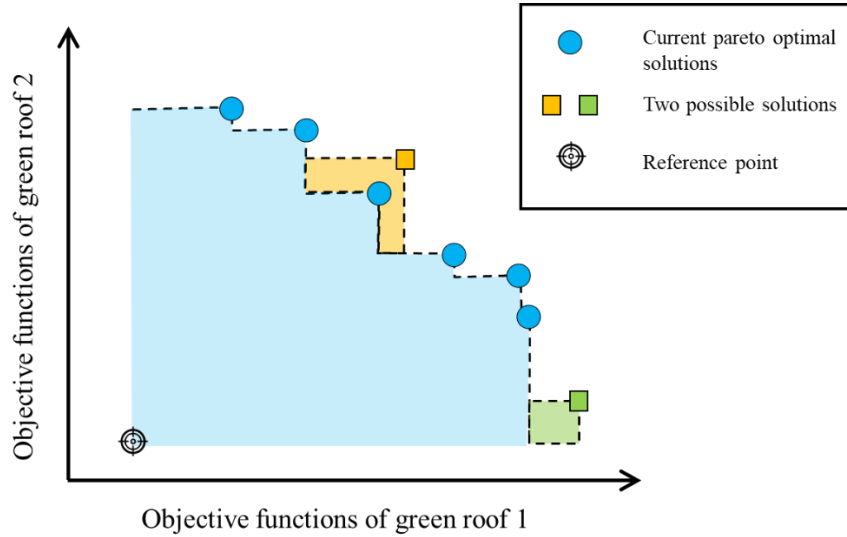 Current pareto optimal
solutions
Two possible solutions
Reference point
Objective functions of green roof 2
Objective functions of green roof 1